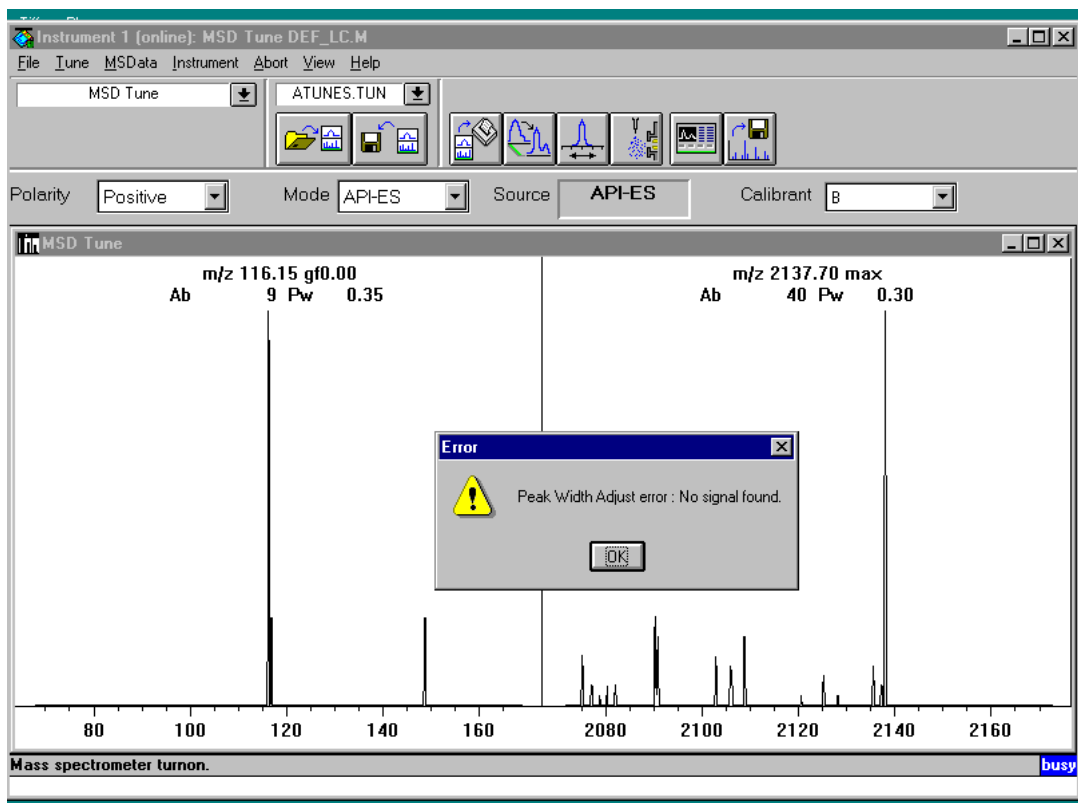 Instrument 1 (online): MSD Tune DEF_LC.M
File Tune MSData Instrument Abort View Help
MSD Tune ATUNES.TUN
Polarity Positive Mode API-ES Source API-ES Calibrant B
MSD Tune
m/z 116.15 gf0.00 m/z 2137.70 max
Ab 9 Pw 0.35 Ab 40 Pw 0.30
Error
Peak Width Adjust error : No signal found.
OK
80 100 120 140 160 2080 2100 2120 2140 2160
Mass spectrometer turnon. busy